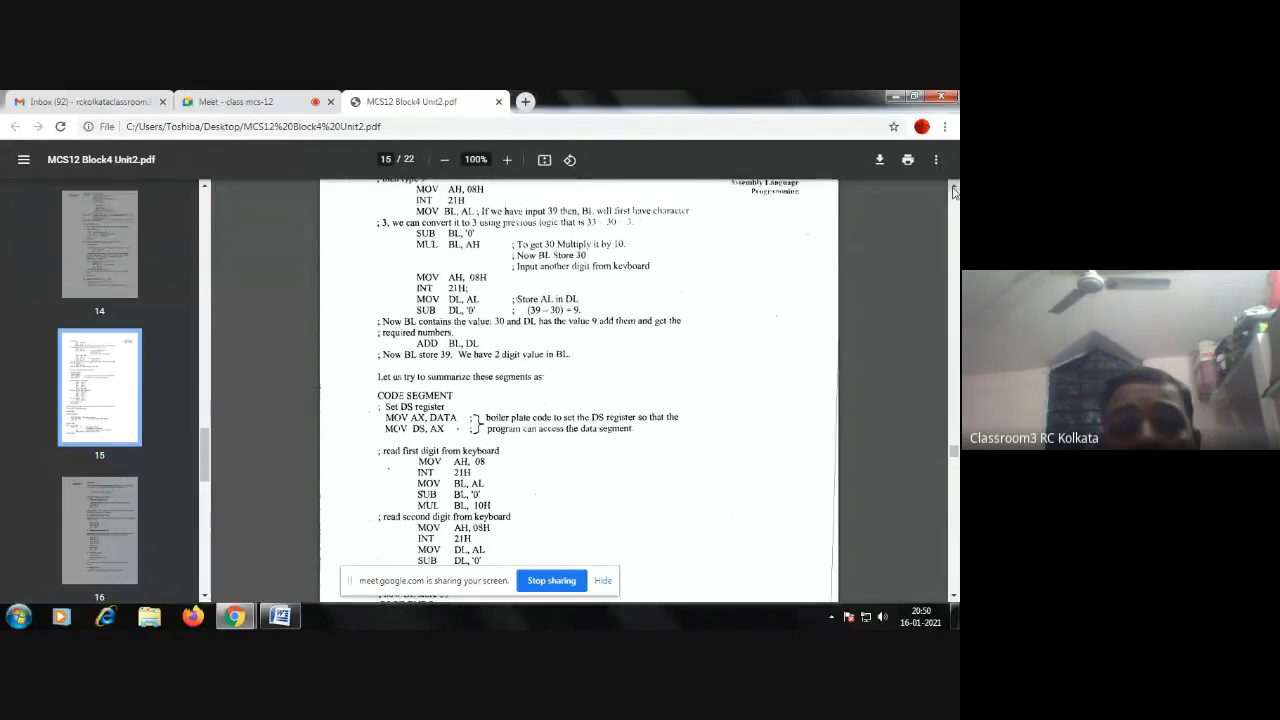 Inbox (92) - rckolkataclassroom3
Meet - class mcs-12
MCS12 Block4 Unit2.pdf
File | C:/Users/Toshiba/Desktop/MCS12%20Block4%20Unit2.pdf
MCS12 Block4 Unit2.pdf
15 / 22
100%
Assembly Language
Programming
MOV AH, 08H
INT 21H
MOV BL, AL ; If we have input 39 then, BL will first have character
; 3, we can convert it to 3 using previous logic that is 33 - 30 = 3.
SUB BL, '0'
MUL BL, AH ; To get 30 Multiply it by 10.
; Now BL Store 30
; Input another digit from keyboard
MOV AH, 08H
INT 21H;
MOV DL, AL ; Store AL in DL
SUB DL, '0' ; (39 – 30) = 9.
; Now BL contains the value: 30 and DL has the value 9 add them and get the
; required numbers.
ADD BL, DL
; Now BL store 39. We have 2 digit value in BL.
Let us try to summarize these segments as:
CODE SEGMENT
; Set DS register
MOV AX, DATA ; boiler plate code to set the DS register so that the
MOV DS, AX ; program can access the data segment.
; read first digit from keyboard
MOV AH, 08
INT 21H
MOV BL, AL
SUB BL, '0'
MUL BL, 10H
; read second digit from keyboard
MOV AH, 08H
INT 21H
MOV DL, AL
SUB DL, '0'
14
15
16
meet.google.com is sharing your screen.
Stop sharing
Hide
20:50
16-01-2021
Classroom3 RC Kolkata